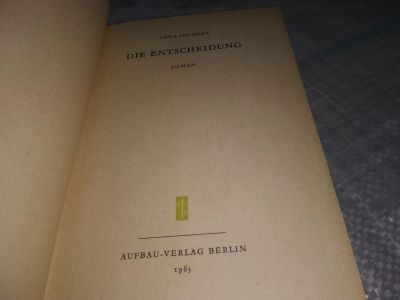 ANNA SEGHERS
DIE ENTSCHEIDUNG
ROMAN
AUFBAU-VERLAG BERLIN
1963